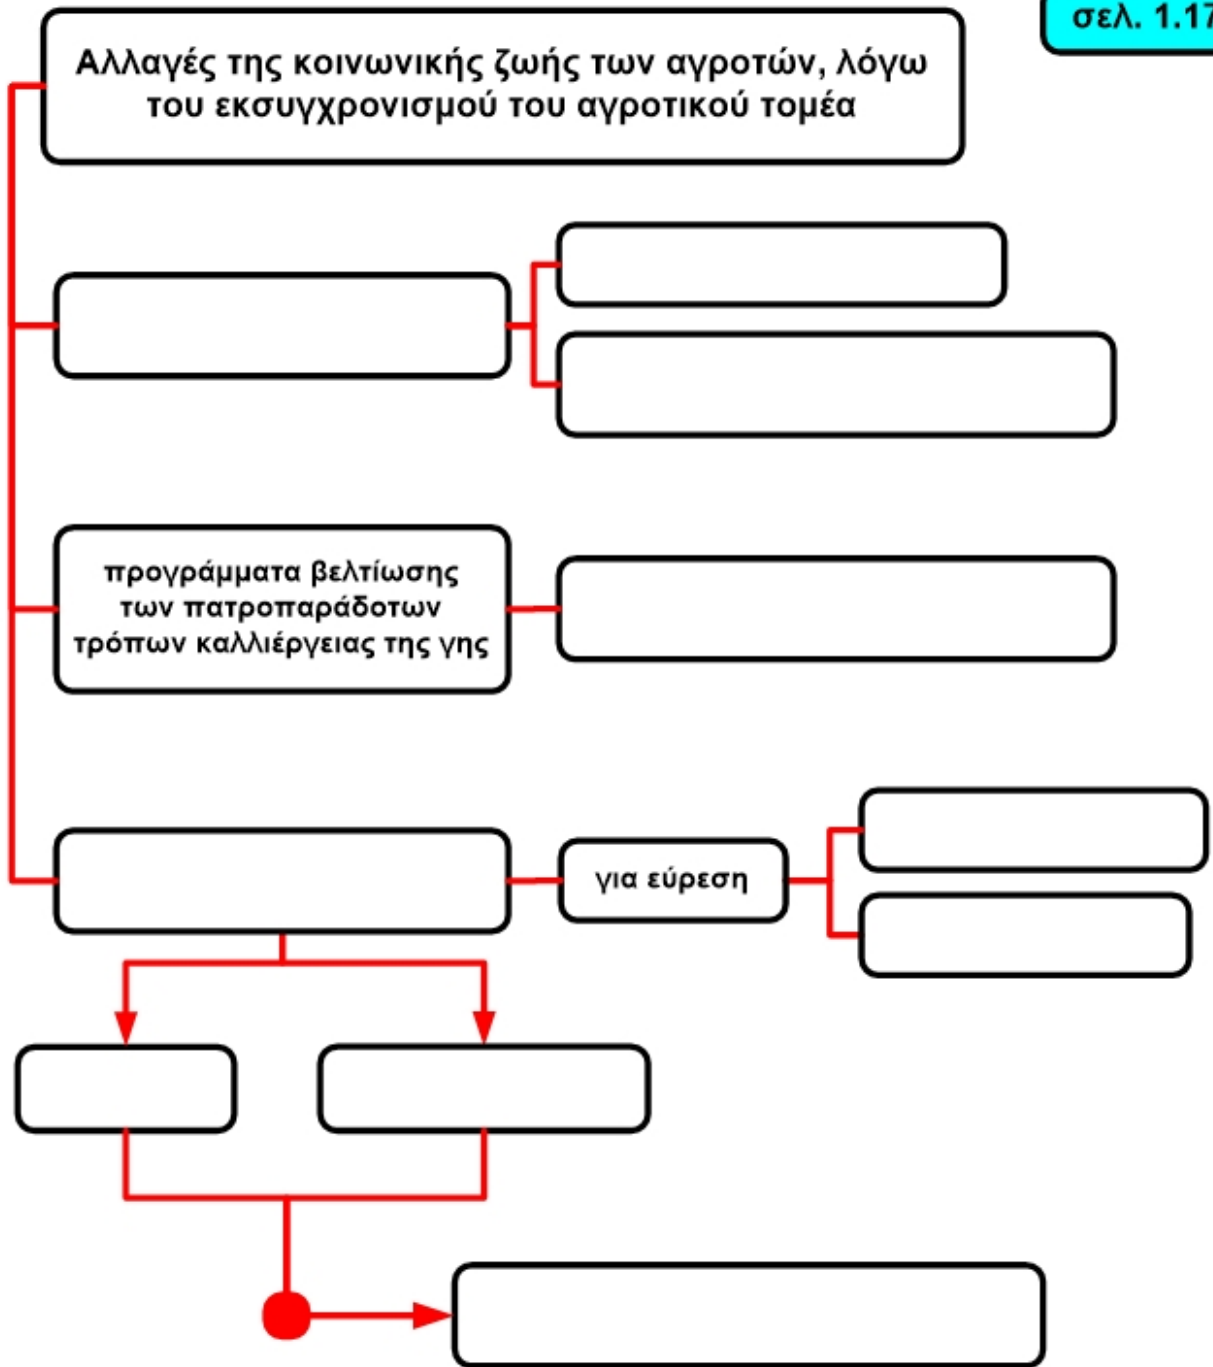 σελ. 1.17
Αλλαγές της κοινωνικής ζωής των αγροτών, λόγω
του εκσυγχρονισμού του αγροτικού τομέα
προγράμματα βελτίωσης
των πατροπαράδοτων
τρόπων καλλιέργειας της γης
για εύρεση